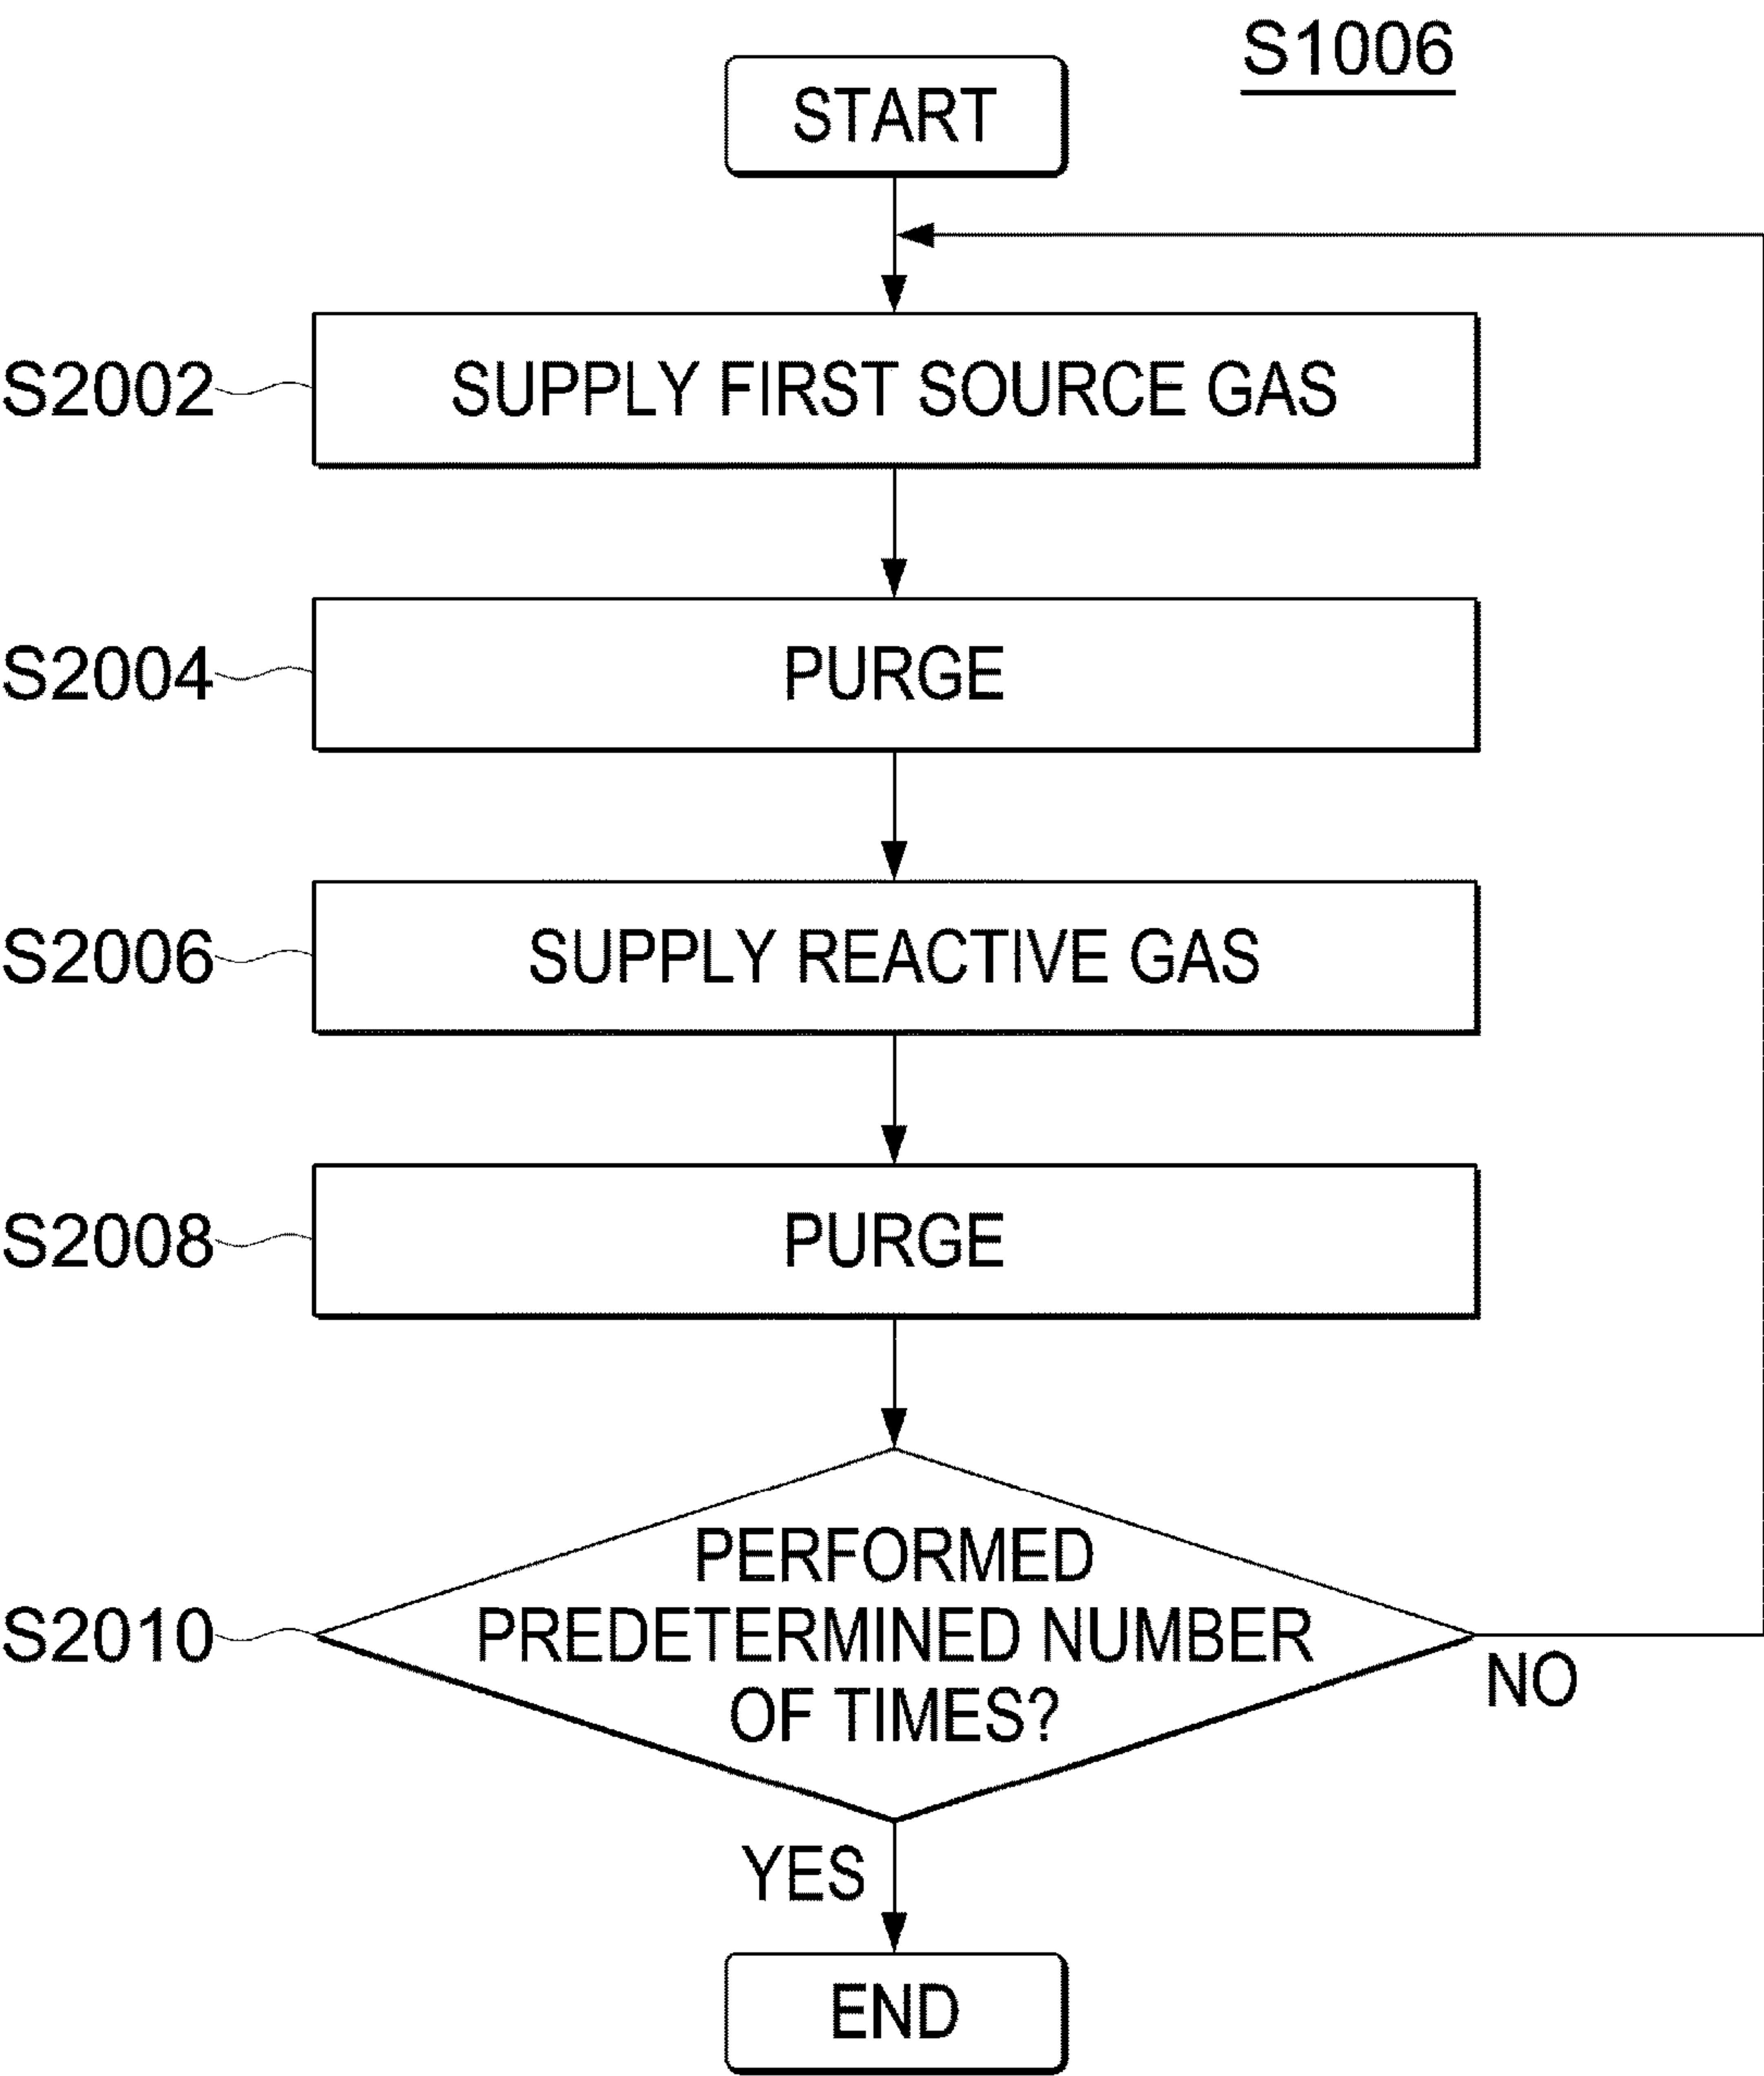 S1006
START
S2002 SUPPLY FIRST SOURCE GAS
S2004 PURGE
S2006 SUPPLY REACTIVE GAS
S2008 PURGE
PERFORMED
S2010 PREDETERMINED NUMBER
OF TIMES?
NO
YES
END